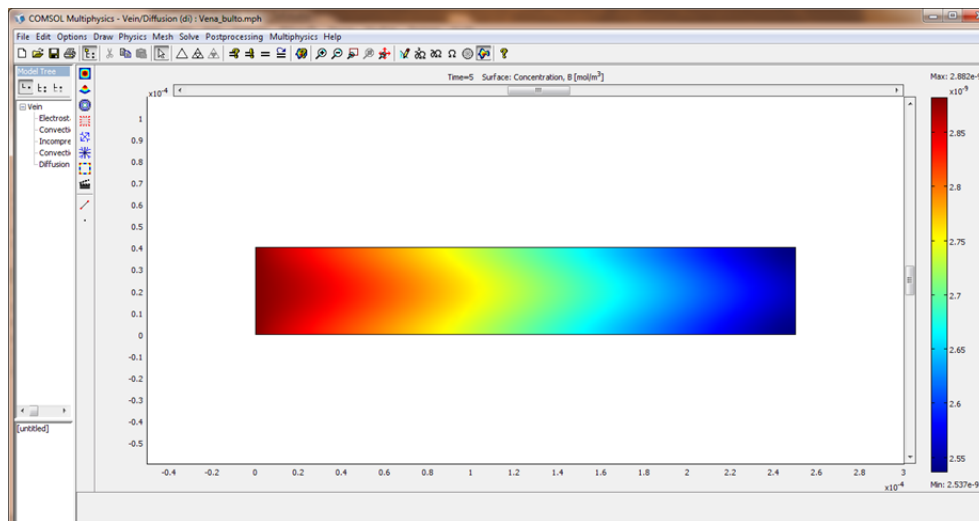 COMSOL Multiphysics - Vein/Diffusion (di) : Vena_bulto.mph
File Edit Options Draw Physics Mesh Solve Postprocessing Multiphysics Help
Model Tree
Vein
Electrost
Convecti
Incompre
Convecti
Diffusion
[untitled]
Time=5 Surface: Concentration, B [mol/m³]
×10⁻⁴
1
0.9
0.8
0.7
0.6
0.5
0.4
0.3
0.2
0.1
0
-0.1
-0.2
-0.3
-0.4
-0.5
-0.4 -0.2 0 0.2 0.4 0.6 0.8 1 1.2 1.4 1.6 1.8 2 2.2 2.4 2.6 2.8 3
×10⁻⁴
Max: 2.882e-9
×10⁻⁹
2.85
2.8
2.75
2.7
2.65
2.6
2.55
Min: 2.537e-9